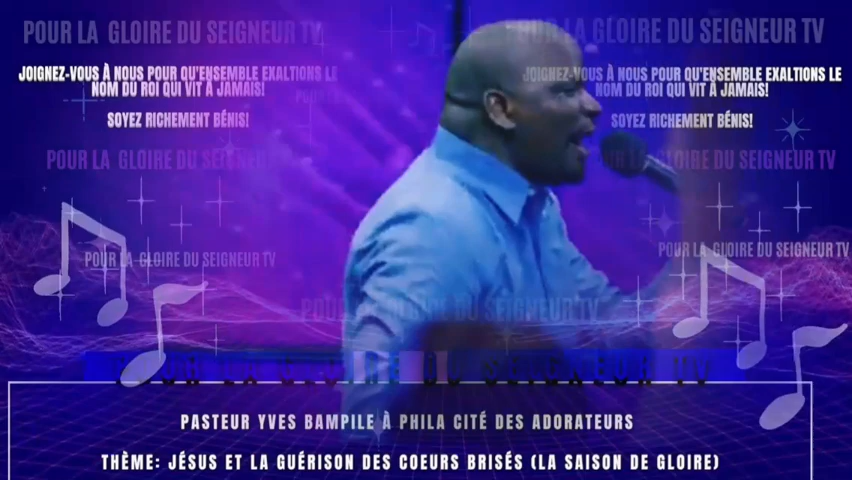 POUR LA GLOIRE DU SEIGNEUR TV
POUR LA GLOIRE DU SEIGNEUR TV
JOIGNEZ-VOUS À NOUS POUR QU'ENSEMBLE EXALTIONS LE
NOM DU ROI QUI VIT À JAMAIS!
JOIGNEZ-VOUS À NOUS POUR QU'ENSEMBLE EXALTIONS LE
NOM DU ROI QUI VIT À JAMAIS!
SOYEZ RICHEMENT BÉNIS!
SOYEZ RICHEMENT BÉNIS!
POUR LA GLOIRE DU SEIGNEUR
POUR LA GLOIRE DU SEIGNEUR TV
POUR LA GLOIRE DU SEIGNEUR TV
POUR LA GLOIRE DU SEIGNEUR TV
POUR LA GLOIRE DU SEIGNEUR TV
POUR LA GLOIRE DU SEIGNEUR TV
PASTEUR YVES BAMPILE À PHILA CITÉ DES ADORATEURS
THÈME: JÉSUS ET LA GUÉRISON DES COEURS BRISÉS (LA SAISON DE GLOIRE)